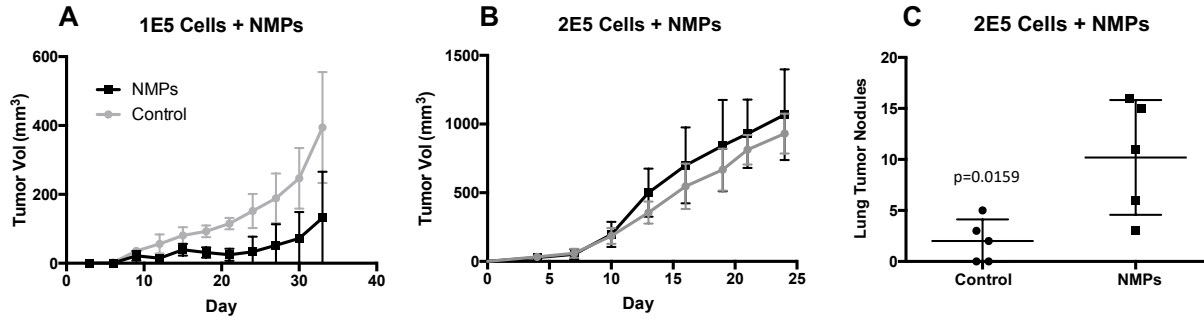 A
1E5 Cells + NMPs
Tumor Vol (mm³)
600
400
200
0
NMPs
Control
0
10
20
30
40
Day
B
2E5 Cells + NMPs
Tumor Vol (mm³)
1500
1000
500
0
0
5
10
15
20
25
Day
C
2E5 Cells + NMPs
Lung Tumor Nodules
20
15
10
5
0
p=0.0159
Control
NMPs